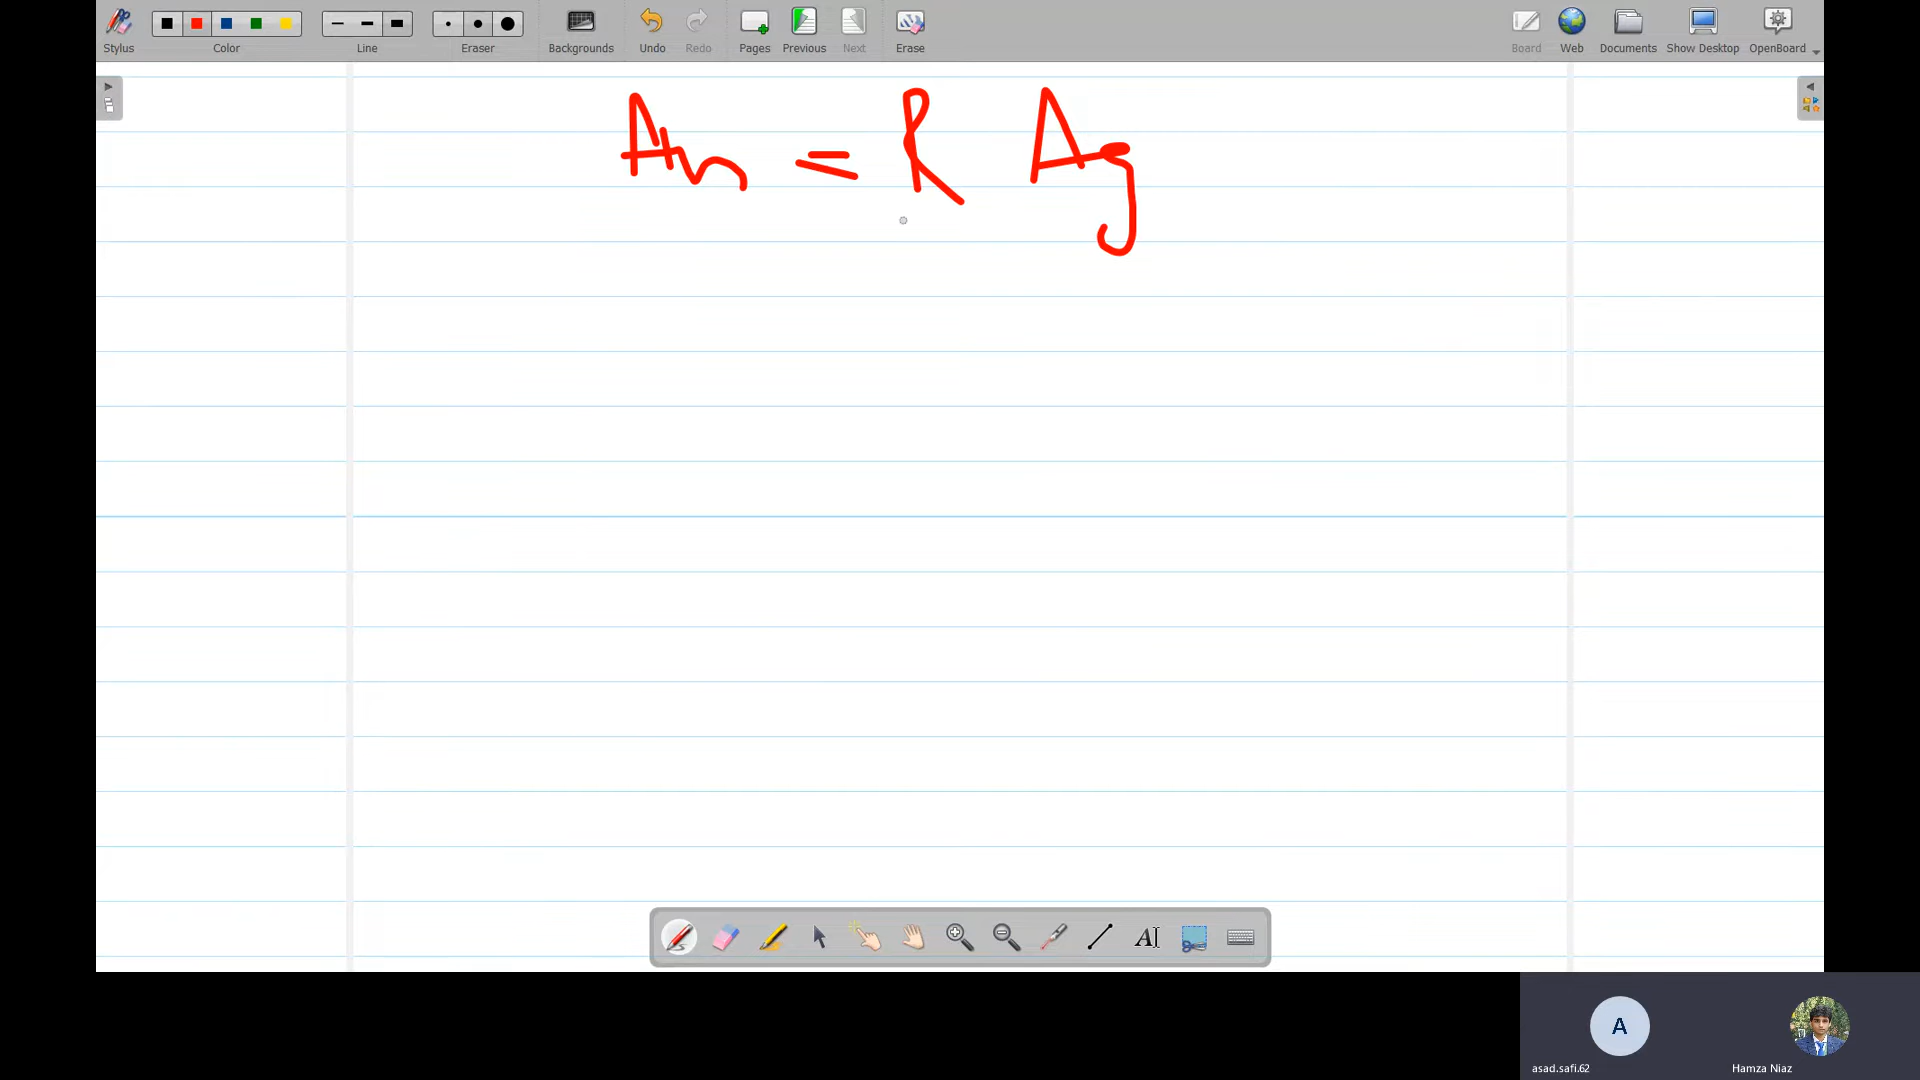 Stylus Color Line Eraser Backgrounds Undo Redo Pages Previous Next Erase Board Web Documents Show Desktop OpenBoard
An = R Ag
A
asad.safi.62 Hamza Niaz